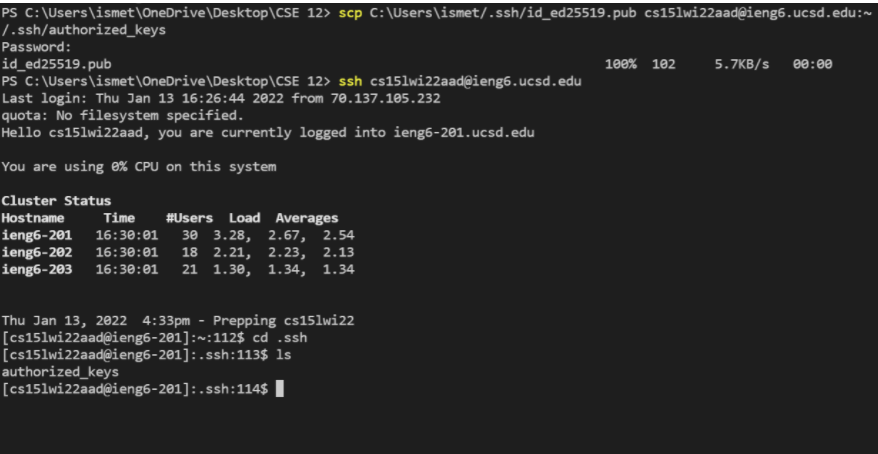 PS C:\Users\ismet\OneDrive\Desktop\CSE 12> scp C:\Users\ismet/.ssh/id_ed25519.pub cs15lwi22aad@ieng6.ucsd.edu:~
/.ssh/authorized_keys
Password:
id_ed25519.pub 100% 102 5.7KB/s 00:00
PS C:\Users\ismet\OneDrive\Desktop\CSE 12> ssh cs15lwi22aad@ieng6.ucsd.edu
Last login: Thu Jan 13 16:26:44 2022 from 70.137.105.232
quota: No filesystem specified.
Hello cs15lwi22aad, you are currently logged into ieng6-201.ucsd.edu
You are using 0% CPU on this system
Cluster Status
Hostname Time #Users Load Averages
ieng6-201 16:30:01 30 3.28, 2.67, 2.54
ieng6-202 16:30:01 18 2.21, 2.23, 2.13
ieng6-203 16:30:01 21 1.30, 1.34, 1.34
Thu Jan 13, 2022 4:33pm - Prepping cs15lwi22
[cs15lwi22aad@ieng6-201]:~:112$ cd .ssh
[cs15lwi22aad@ieng6-201]:.ssh:113$ ls
authorized_keys
[cs15lwi22aad@ieng6-201]:.ssh:114$